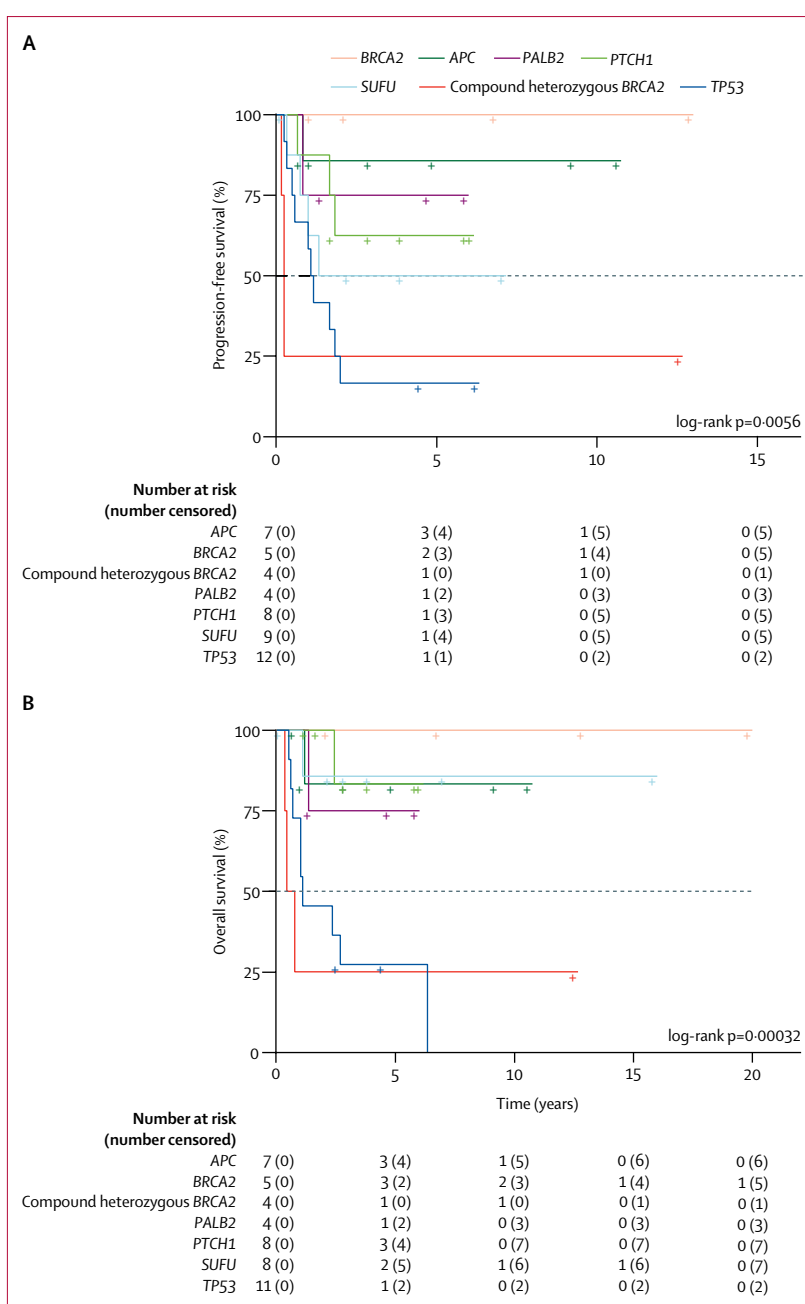 A
BRCA2 APC PALB2 PTCH1
SUFU Compound heterozygous BRCA2 TP53
100
75
50
25
0
Progression-free survival (%)
log-rank p=0·0056
0 5 10 15
Number at risk
(number censored)
APC 7 (0) 3 (4) 1 (5) 0 (5)
BRCA2 5 (0) 2 (3) 1 (4) 0 (5)
Compound heterozygous BRCA2 4 (0) 1 (0) 1 (0) 0 (1)
PALB2 4 (0) 1 (2) 0 (3) 0 (3)
PTCH1 8 (0) 1 (3) 0 (5) 0 (5)
SUFU 9 (0) 1 (4) 0 (5) 0 (5)
TP53 12 (0) 1 (1) 0 (2) 0 (2)
B
100
75
50
25
0
Overall survival (%)
log-rank p=0·00032
0 5 10 15 20
Time (years)
Number at risk
(number censored)
APC 7 (0) 3 (4) 1 (5) 0 (6) 0 (6)
BRCA2 5 (0) 3 (2) 2 (3) 1 (4) 1 (5)
Compound heterozygous BRCA2 4 (0) 1 (0) 1 (0) 0 (1) 0 (1)
PALB2 4 (0) 1 (2) 0 (3) 0 (3) 0 (3)
PTCH1 8 (0) 3 (4) 0 (7) 0 (7) 0 (7)
SUFU 8 (0) 2 (5) 1 (6) 1 (6) 0 (7)
TP53 11 (0) 1 (2) 0 (2) 0 (2) 0 (2)